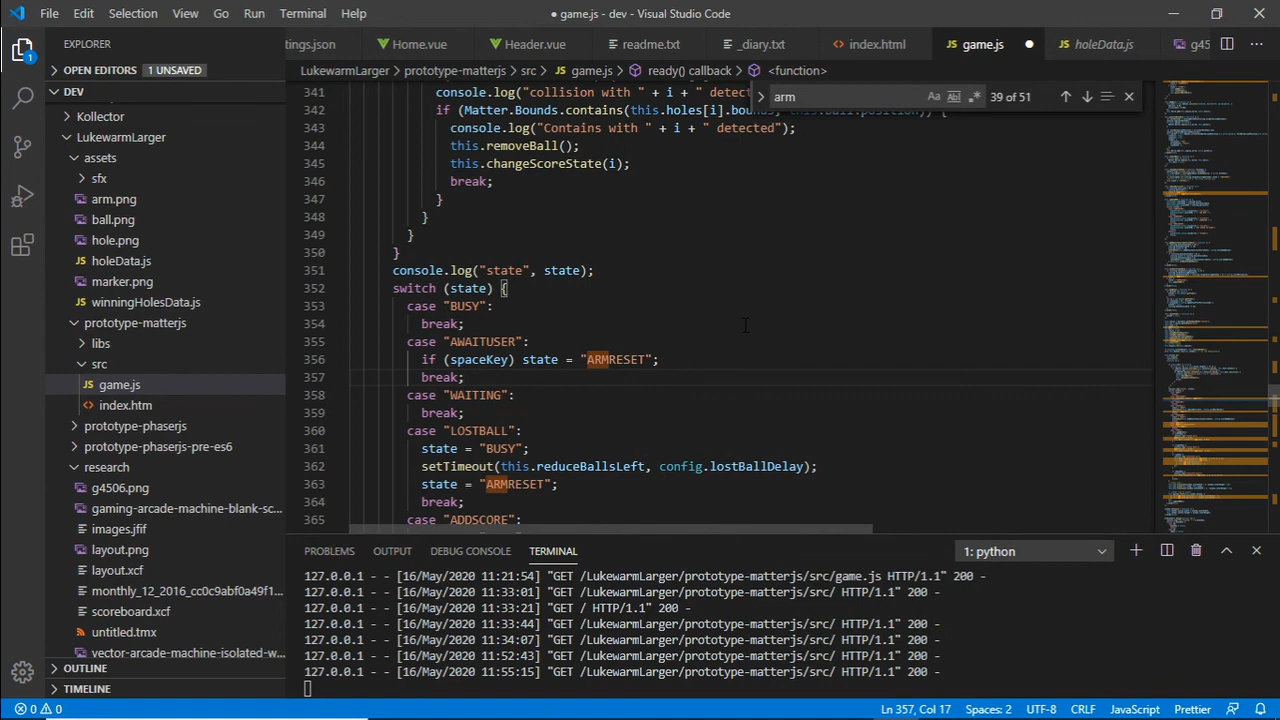 File Edit Selection View Go Run Terminal Help
● game.js - dev - Visual Studio Code
EXPLORER
tings.json Home.vue Header.vue readme.txt _diary.txt index.html game.js ● holeData.js g45
OPEN EDITORS 1 UNSAVED
LukewarmLarger > prototype-matterjs > src > game.js > ready() callback > <function>
DEV
Kollector
LukewarmLarger
assets
sfx
arm.png
ball.png
hole.png
holeData.js
marker.png
winningHolesData.js
prototype-matterjs
libs
src
game.js
index.htm
prototype-phaserjs
prototype-phaserjs-pre-es6
research
g4506.png
gaming-arcade-machine-blank-sc...
images.jfif
layout.png
layout.xcf
monthly_12_2016_cc0c9abf0a49f1...
scoreboard.xcf
untitled.tmx
vector-arcade-machine-isolated-w...
OUTLINE
TIMELINE
arm Aa Abl .* 39 of 51
341 console.log("collision with " + i + " detec
342 if (Matter.Bounds.contains(this.holes[i].bounds, this.ball.position)) {
343 console.log("Contains with " + i + " detected");
344 this.removeBall();
345 this.changeScoreState(i);
346 break;
347 }
348 }
349 }
350 }
351 console.log("state", state);
352 switch (state) {
353 case "BUSY":
354 break;
355 case "AWAITUSER":
356 if (spaceKey) state = "ARMRESET";
357 break;
358 case "WAITING":
359 break;
360 case "LOSTBALL":
361 state = "BUSY";
362 setTimeout(this.reduceBallsLeft, config.lostBallDelay);
363 state = "ARMRESET";
364 break;
365 case "ADDSCORE":
PROBLEMS OUTPUT DEBUG CONSOLE TERMINAL 1: python
127.0.0.1 - - [16/May/2020 11:21:54] "GET /LukewarmLarger/prototype-matterjs/src/game.js HTTP/1.1" 200 -
127.0.0.1 - - [16/May/2020 11:33:01] "GET /LukewarmLarger/prototype-matterjs/src/ HTTP/1.1" 200 -
127.0.0.1 - - [16/May/2020 11:33:21] "GET / HTTP/1.1" 200 -
127.0.0.1 - - [16/May/2020 11:33:44] "GET /LukewarmLarger/prototype-matterjs/src/ HTTP/1.1" 200 -
127.0.0.1 - - [16/May/2020 11:34:07] "GET /LukewarmLarger/prototype-matterjs/src/ HTTP/1.1" 200 -
127.0.0.1 - - [16/May/2020 11:52:43] "GET /LukewarmLarger/prototype-matterjs/src/ HTTP/1.1" 200 -
127.0.0.1 - - [16/May/2020 11:55:15] "GET /LukewarmLarger/prototype-matterjs/src/ HTTP/1.1" 200 -
0 0 Ln 357, Col 17 Spaces: 2 UTF-8 CRLF JavaScript Prettier